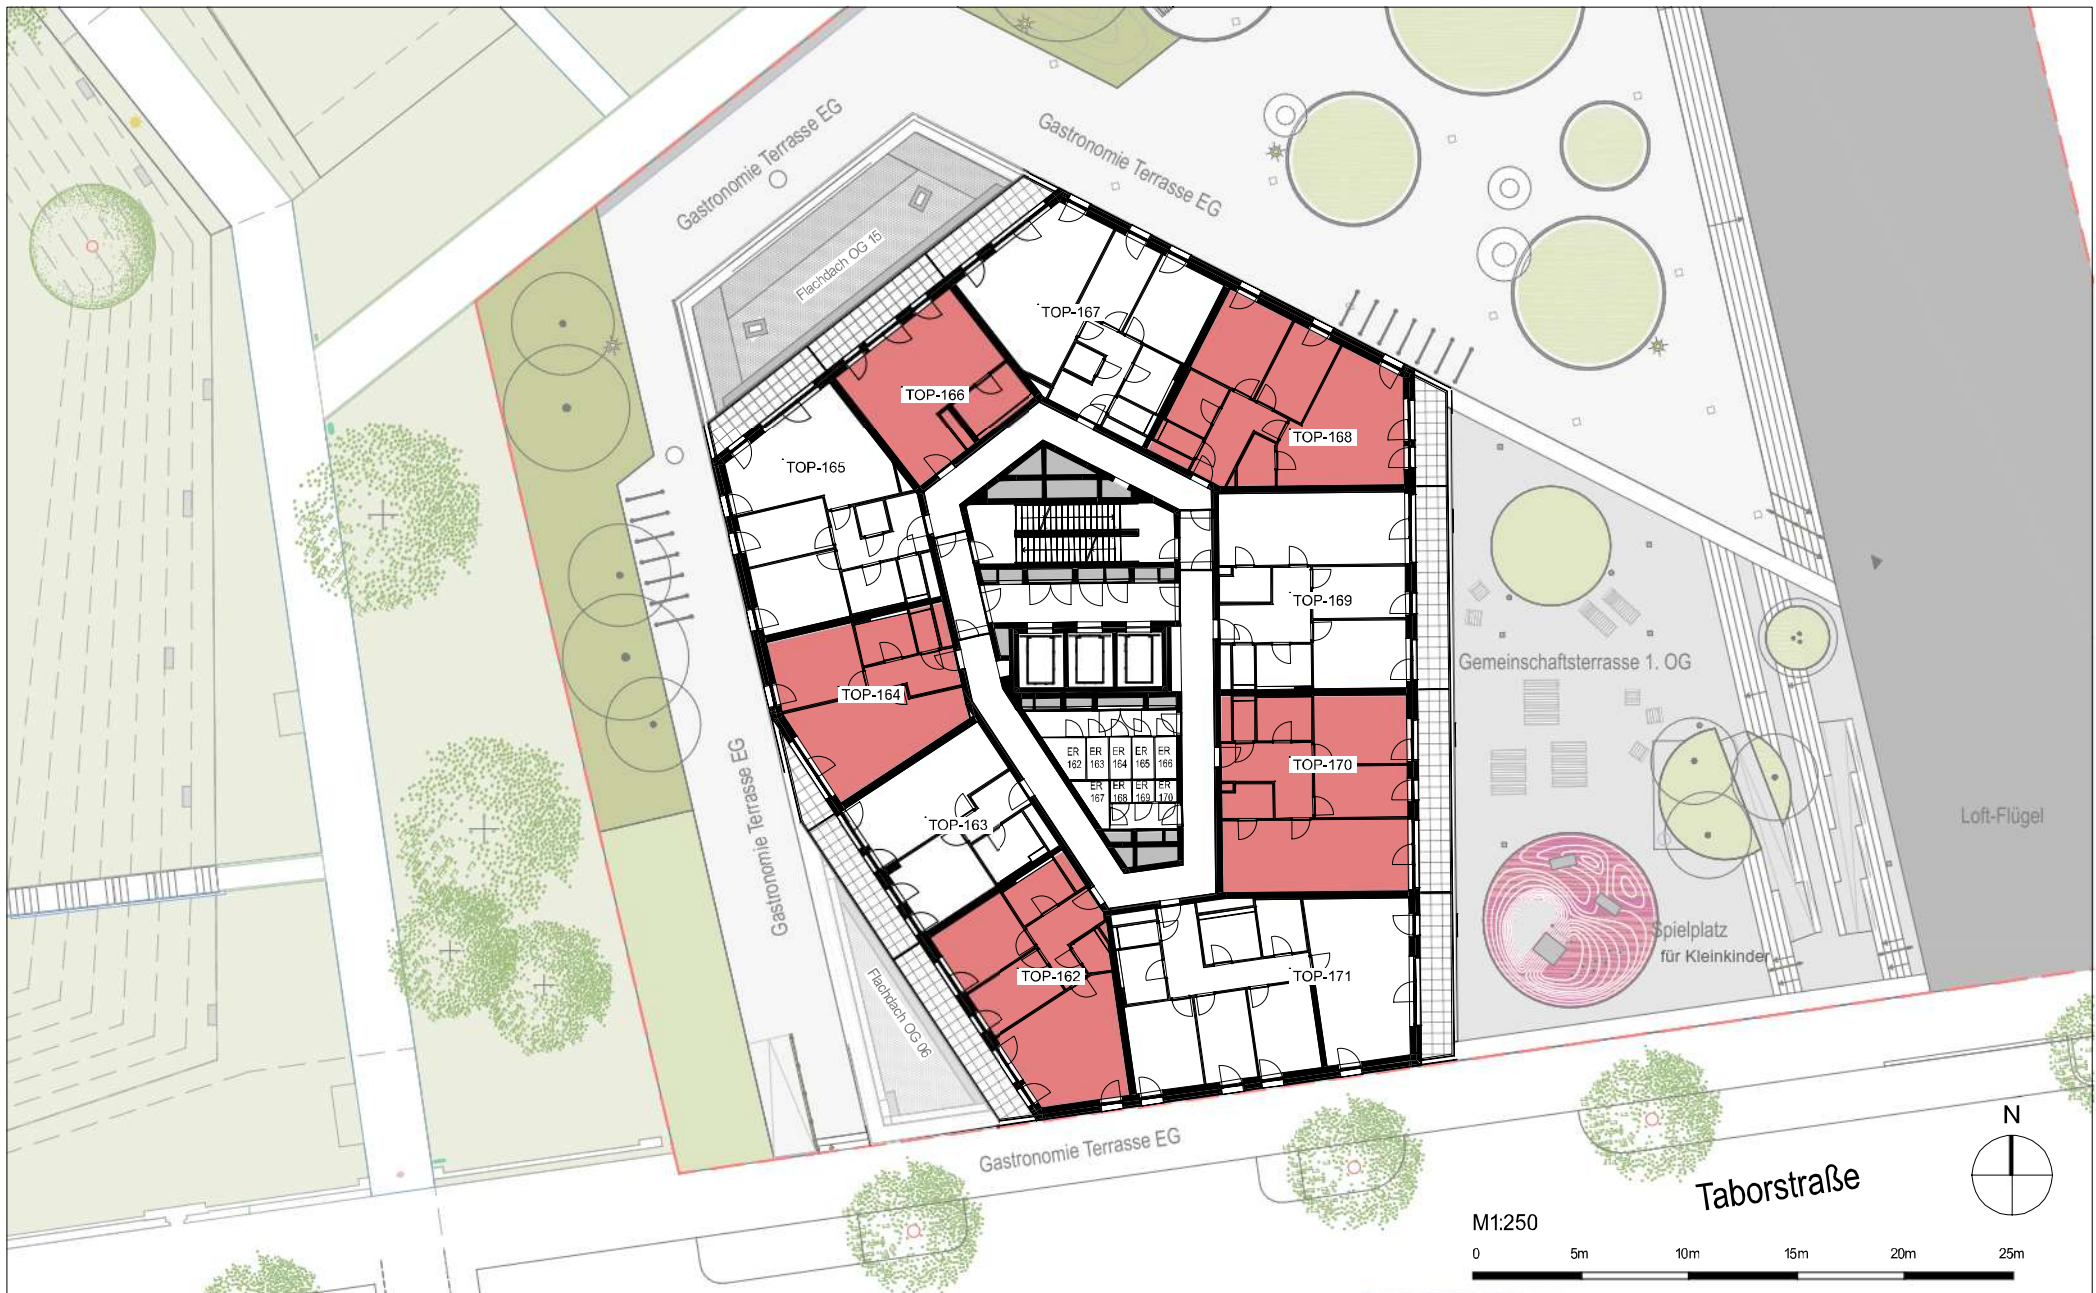 Gastronomie Terrasse EG
Gastronomie Terrasse EG
Flachdach OG 15
TOP-167
TOP-166
TOP-168
TOP-165
TOP-169
Gemeinschaftsterrasse 1. OG
TOP-164
ER
162
ER
163
ER
164
ER
165
ER
166
TOP-170
ER
167
ER
168
ER
169
ER
170
TOP-163
Loft-Flügel
Gastronomie Terrasse EG
Spielplatz
für Kleinkinder
TOP-162
TOP-171
Flachdach OG 06
Gastronomie Terrasse EG
N
Taborstraße
M1:250
0 5m 10m 15m 20m 25m